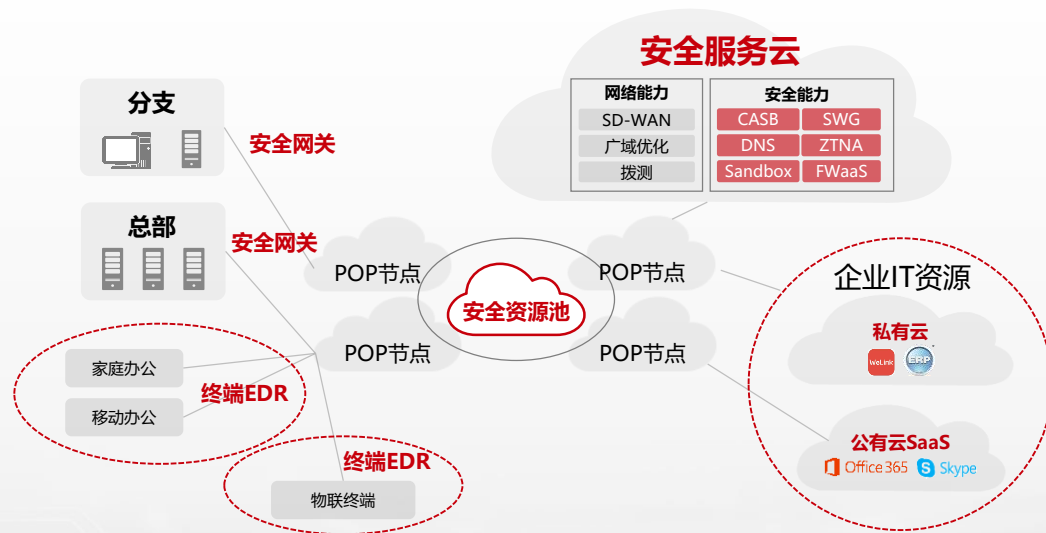 安全服务云
网络能力
SD-WAN
广域优化
拨测
安全能力
CASB SWG
DNS ZTNA
Sandbox FWaaS
分支
安全网关
总部
安全网关
POP节点
POP节点
安全资源池
POP节点
POP节点
家庭办公
移动办公
终端EDR
终端EDR
物联终端
企业IT资源
私有云
WeLink ERP
公有云SaaS
Office 365 S Skype